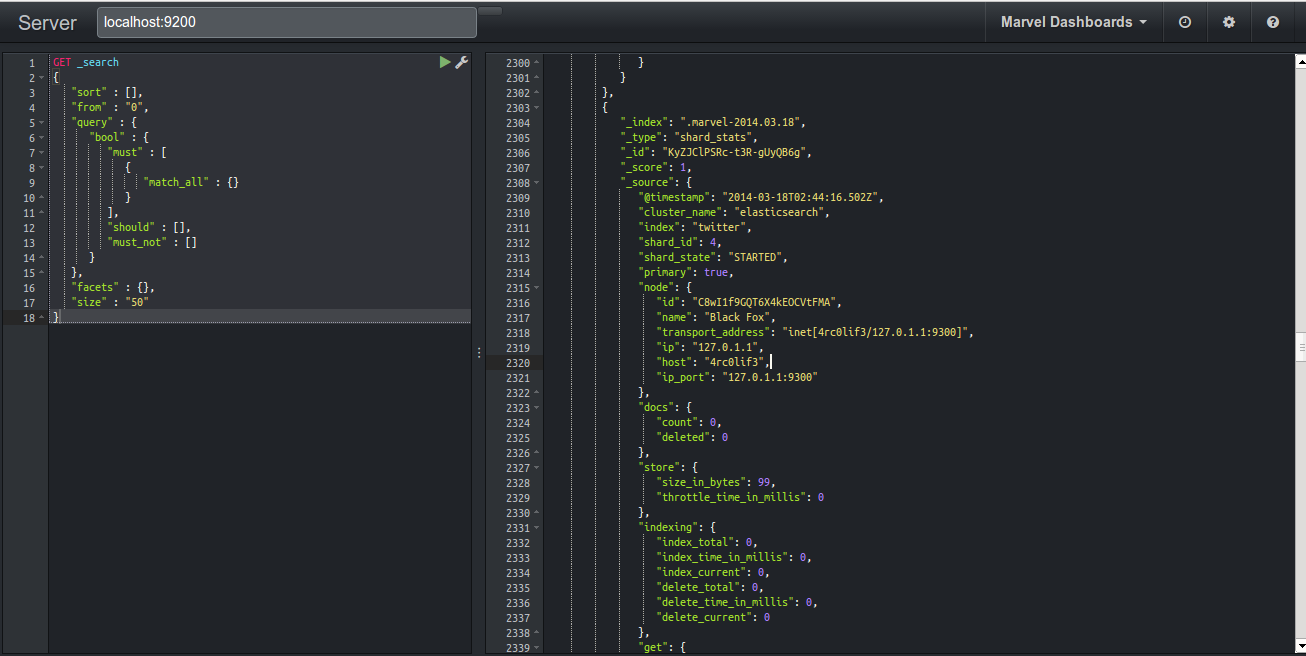 Server
localhost:9200
Marvel Dashboards
1 GET _search
2 {
3 "sort" : [],
4 "from" : "0",
5 "query" : {
6 "bool" : {
7 "must" : [
8 {
9 "match_all" : {}
10 }
11 ],
12 "should" : [],
13 "must_not" : []
14 }
15 },
16 "facets" : {},
17 "size" : "50"
18 }
2300 }
2301 }
2302 },
2303 {
2304 "_index": ".marvel-2014.03.18",
2305 "_type": "shard_stats",
2306 "_id": "KyZJClPSRc-t3R-gUyQB6g",
2307 "_score": 1,
2308 "_source": {
2309 "@timestamp": "2014-03-18T02:44:16.502Z",
2310 "cluster_name": "elasticsearch",
2311 "index": "twitter",
2312 "shard_id": 4,
2313 "shard_state": "STARTED",
2314 "primary": true,
2315 "node": {
2316 "id": "C8wI1f9GQT6X4kEOCVtFMA",
2317 "name": "Black Fox",
2318 "transport_address": "inet[4rc0lif3/127.0.1.1:9300]",
2319 "ip": "127.0.1.1",
2320 "host": "4rc0lif3",
2321 "ip_port": "127.0.1.1:9300"
2322 },
2323 "docs": {
2324 "count": 0,
2325 "deleted": 0
2326 },
2327 "store": {
2328 "size_in_bytes": 99,
2329 "throttle_time_in_millis": 0
2330 },
2331 "indexing": {
2332 "index_total": 0,
2333 "index_time_in_millis": 0,
2334 "index_current": 0,
2335 "delete_total": 0,
2336 "delete_time_in_millis": 0,
2337 "delete_current": 0
2338 },
2339 "get": {